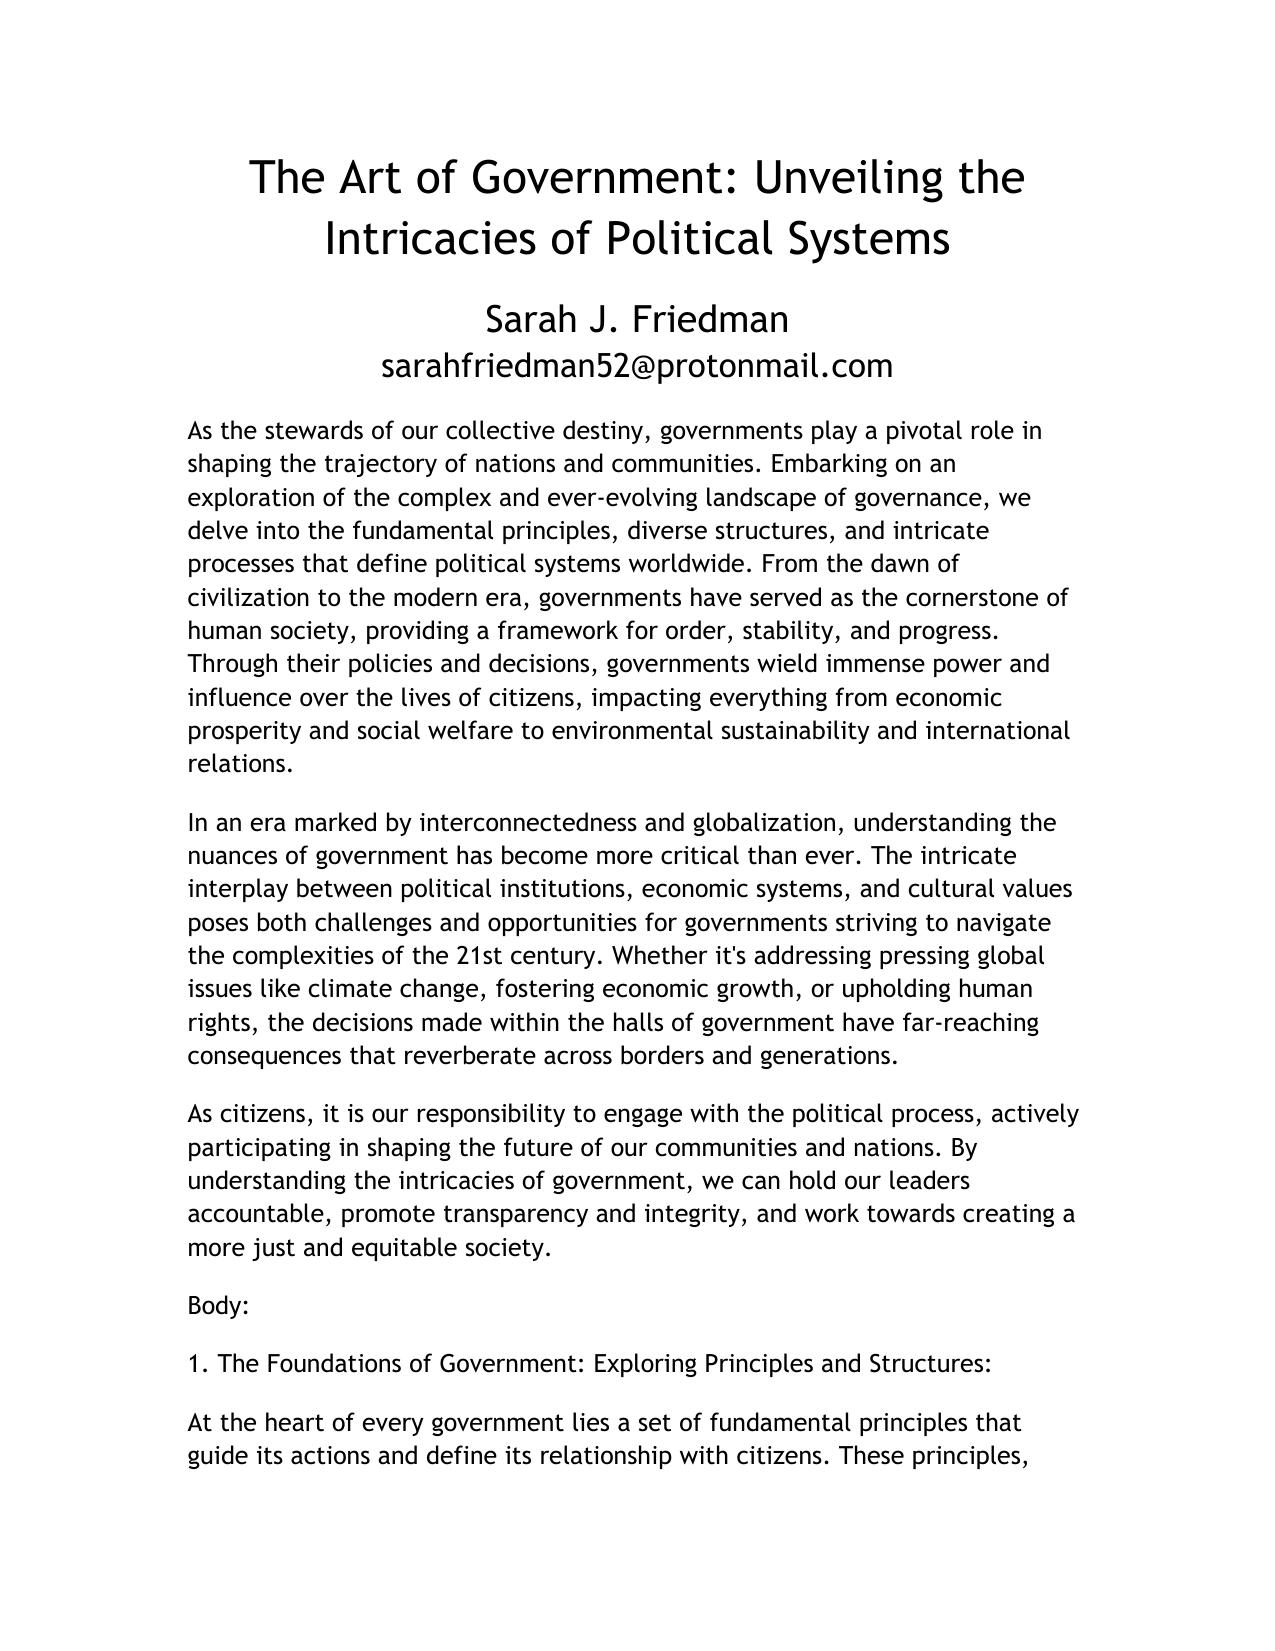 The Art of Government: Unveiling the
Intricacies of Political Systems
Sarah J. Friedman
sarahfriedman52@protonmail.com
As the stewards of our collective destiny, governments play a pivotal role in
shaping the trajectory of nations and communities. Embarking on an
exploration of the complex and ever-evolving landscape of governance, we
delve into the fundamental principles, diverse structures, and intricate
processes that define political systems worldwide. From the dawn of
civilization to the modern era, governments have served as the cornerstone of
human society, providing a framework for order, stability, and progress.
Through their policies and decisions, governments wield immense power and
influence over the lives of citizens, impacting everything from economic
prosperity and social welfare to environmental sustainability and international
relations.
In an era marked by interconnectedness and globalization, understanding the
nuances of government has become more critical than ever. The intricate
interplay between political institutions, economic systems, and cultural values
poses both challenges and opportunities for governments striving to navigate
the complexities of the 21st century. Whether it's addressing pressing global
issues like climate change, fostering economic growth, or upholding human
rights, the decisions made within the halls of government have far-reaching
consequences that reverberate across borders and generations.
As citizens, it is our responsibility to engage with the political process, actively
participating in shaping the future of our communities and nations. By
understanding the intricacies of government, we can hold our leaders
accountable, promote transparency and integrity, and work towards creating a
more just and equitable society.
Body:
1. The Foundations of Government: Exploring Principles and Structures:
At the heart of every government lies a set of fundamental principles that
guide its actions and define its relationship with citizens. These principles,